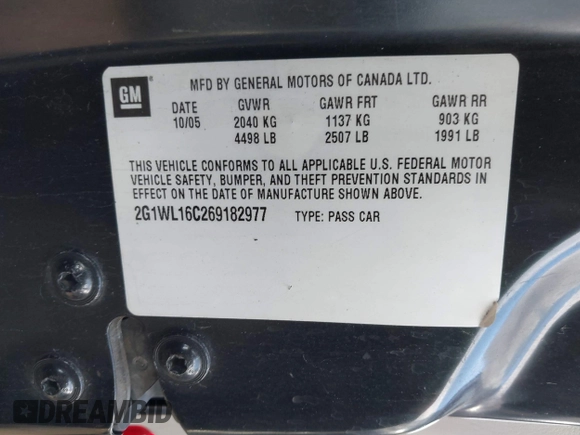 GM ®
MFD BY GENERAL MOTORS OF CANADA LTD.
DATE GVWR GAWR FRT GAWR RR
10/05 2040 KG 1137 KG 903 KG
4498 LB 2507 LB 1991 LB
THIS VEHICLE CONFORMS TO ALL APPLICABLE U.S. FEDERAL MOTOR
VEHICLE SAFETY, BUMPER, AND THEFT PREVENTION STANDARDS IN
EFFECT ON THE DATE OF MANUFACTURE SHOWN ABOVE.
2G1WL16C269182977 TYPE: PASS CAR
DREAMBID